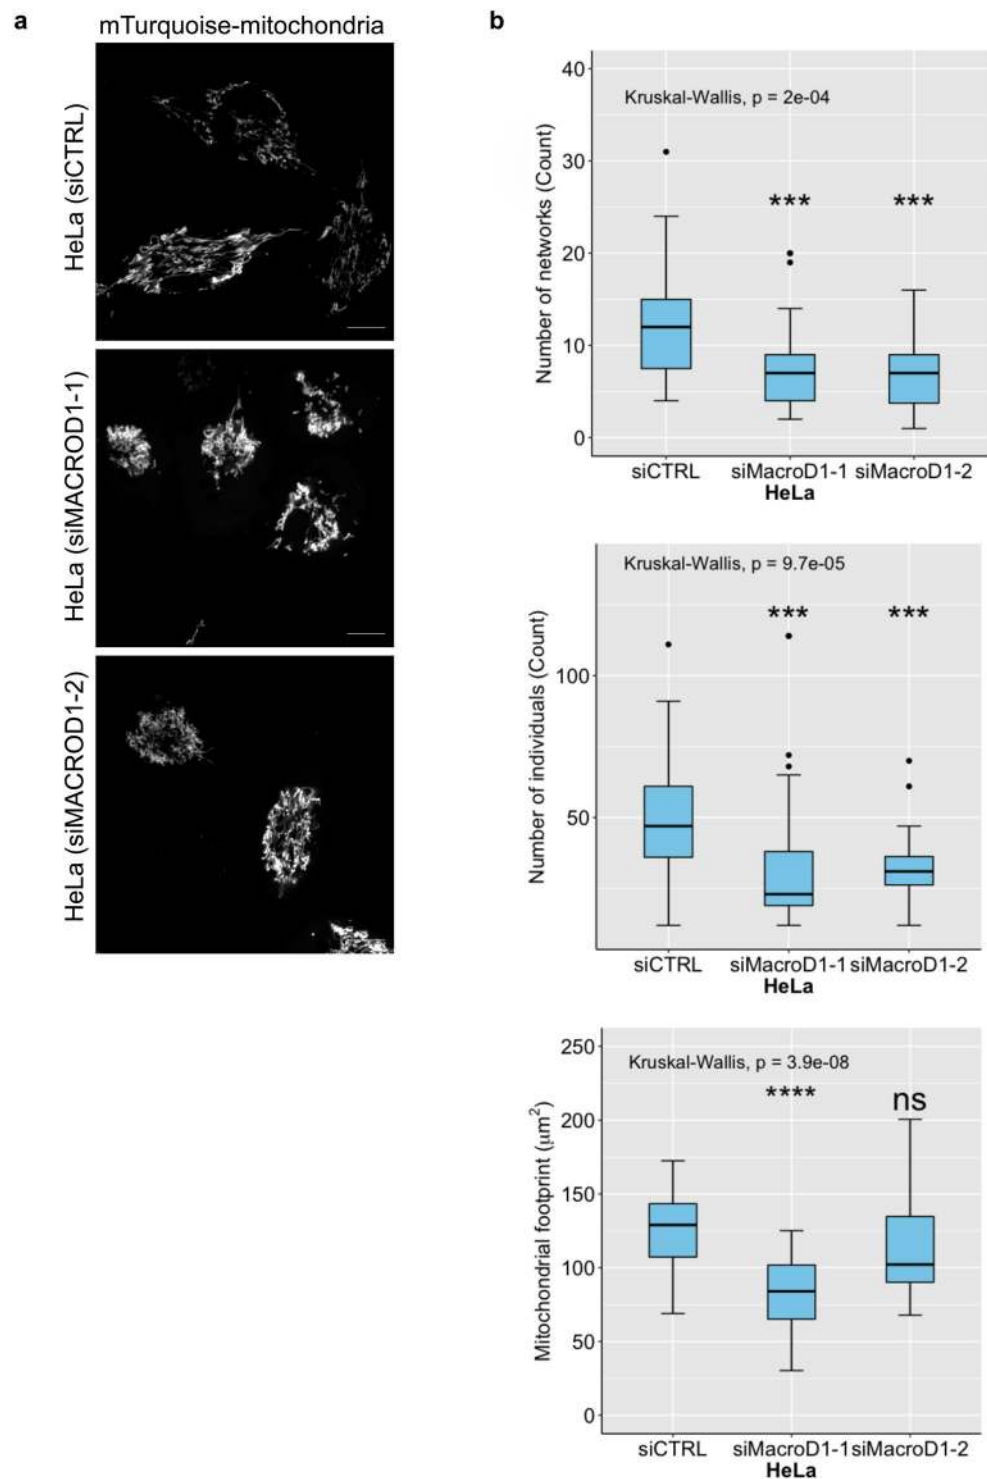 a
mTurquoise-mitochondria
HeLa (siCTRL)
HeLa (siMACROD1-1)
HeLa (siMACROD1-2)
b
Number of networks (Count)
40
30
20
10
0
Kruskal-Wallis, p = 2e-04
*** ***
siCTRL siMacroD1-1 siMacroD1-2
HeLa
Number of individuals (Count)
100
50
Kruskal-Wallis, p = 9.7e-05
*** ***
siCTRL siMacroD1-1 siMacroD1-2
HeLa
Mitochondrial footprint (μm²)
250
200
150
100
50
0
Kruskal-Wallis, p = 3.9e-08
**** ns
siCTRL siMacroD1-1 siMacroD1-2
HeLa